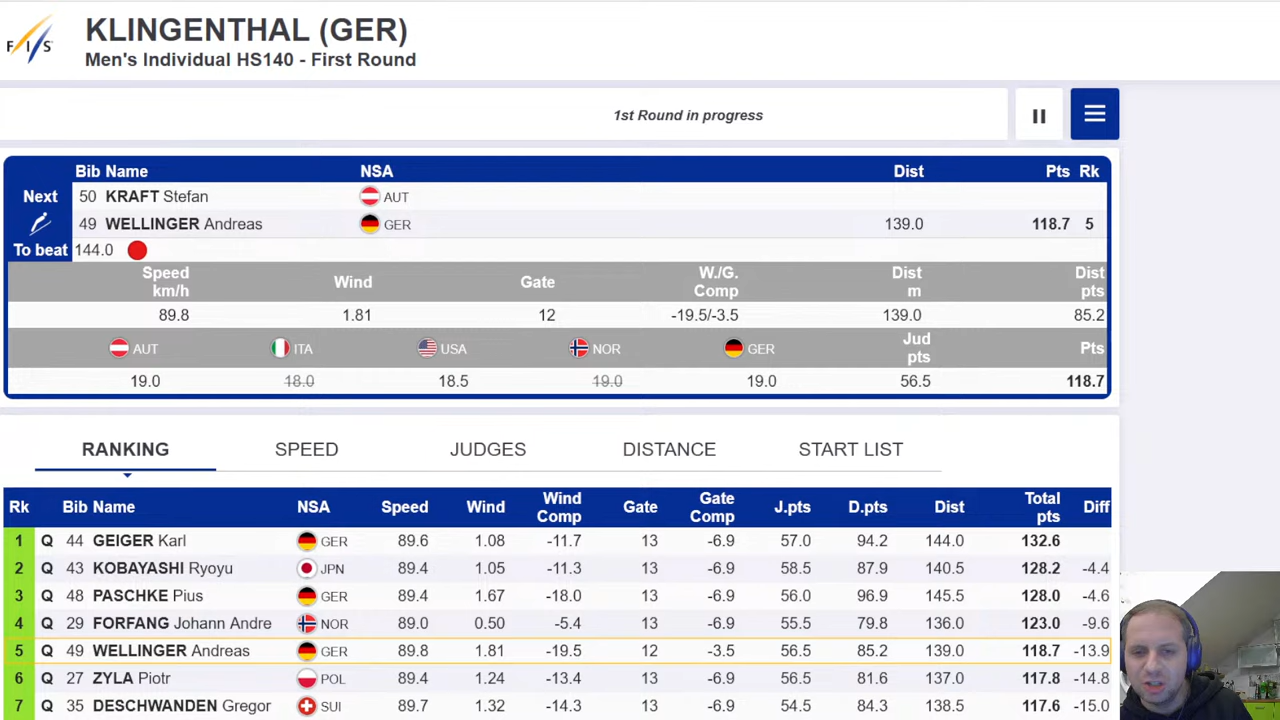 FIS
KLINGENTHAL (GER)
Men's Individual HS140 - First Round
1st Round in progress
Bib Name NSA Dist Pts Rk
Next 50 KRAFT Stefan AUT
49 WELLINGER Andreas GER 139.0 118.7 5
To beat 144.0
Speed km/h Wind Gate W./G. Comp Dist m Dist pts
89.8 1.81 12 -19.5/-3.5 139.0 85.2
AUT ITA USA NOR GER Jud pts Pts
19.0 18.0 18.5 19.0 19.0 56.5 118.7
RANKING SPEED JUDGES DISTANCE START LIST
Rk Bib Name NSA Speed Wind Wind Comp Gate Gate Comp J.pts D.pts Dist Total pts Diff
1 Q 44 GEIGER Karl GER 89.6 1.08 -11.7 13 -6.9 57.0 94.2 144.0 132.6
2 Q 43 KOBAYASHI Ryoyu JPN 89.4 1.05 -11.3 13 -6.9 58.5 87.9 140.5 128.2 -4.4
3 Q 48 PASCHKE Pius GER 89.4 1.67 -18.0 13 -6.9 56.0 96.9 145.5 128.0 -4.6
4 Q 29 FORFANG Johann Andre NOR 89.0 0.50 -5.4 13 -6.9 55.5 79.8 136.0 123.0 -9.6
5 Q 49 WELLINGER Andreas GER 89.8 1.81 -19.5 12 -3.5 56.5 85.2 139.0 118.7 -13.9
6 Q 27 ZYLA Piotr POL 89.4 1.24 -13.4 13 -6.9 56.5 81.6 137.0 117.8 -14.8
7 Q 35 DESCHWANDEN Gregor SUI 89.7 1.32 -14.3 13 -6.9 54.5 84.3 138.5 117.6 -15.0